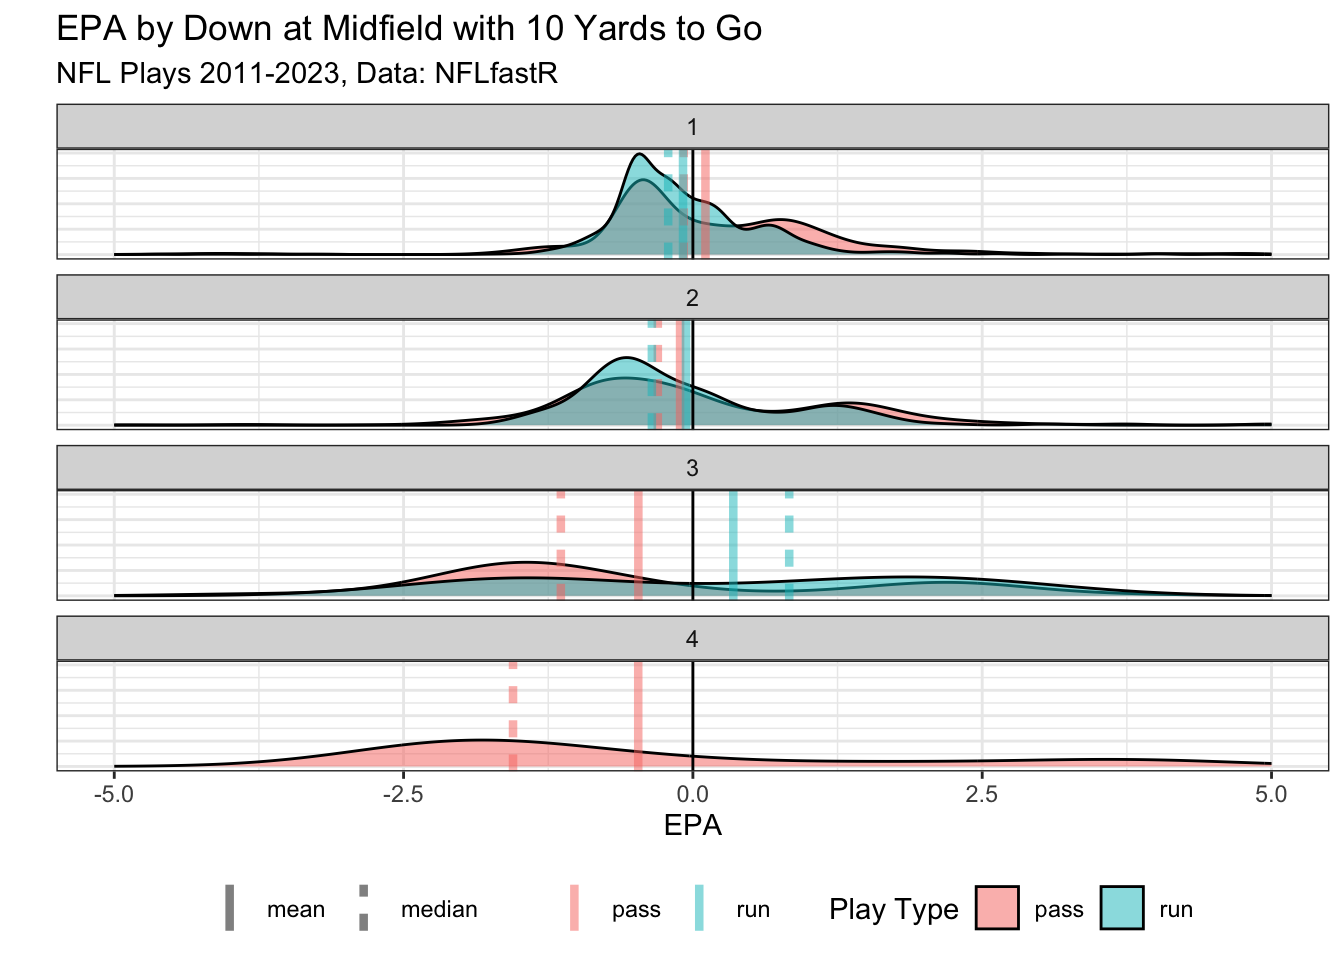 EPA by Down at Midfield with 10 Yards to Go
NFL Plays 2011-2023, Data: NFLfastR
1
2
3
4
-5.0 -2.5 0.0 2.5 5.0
EPA
mean median pass run Play Type pass run